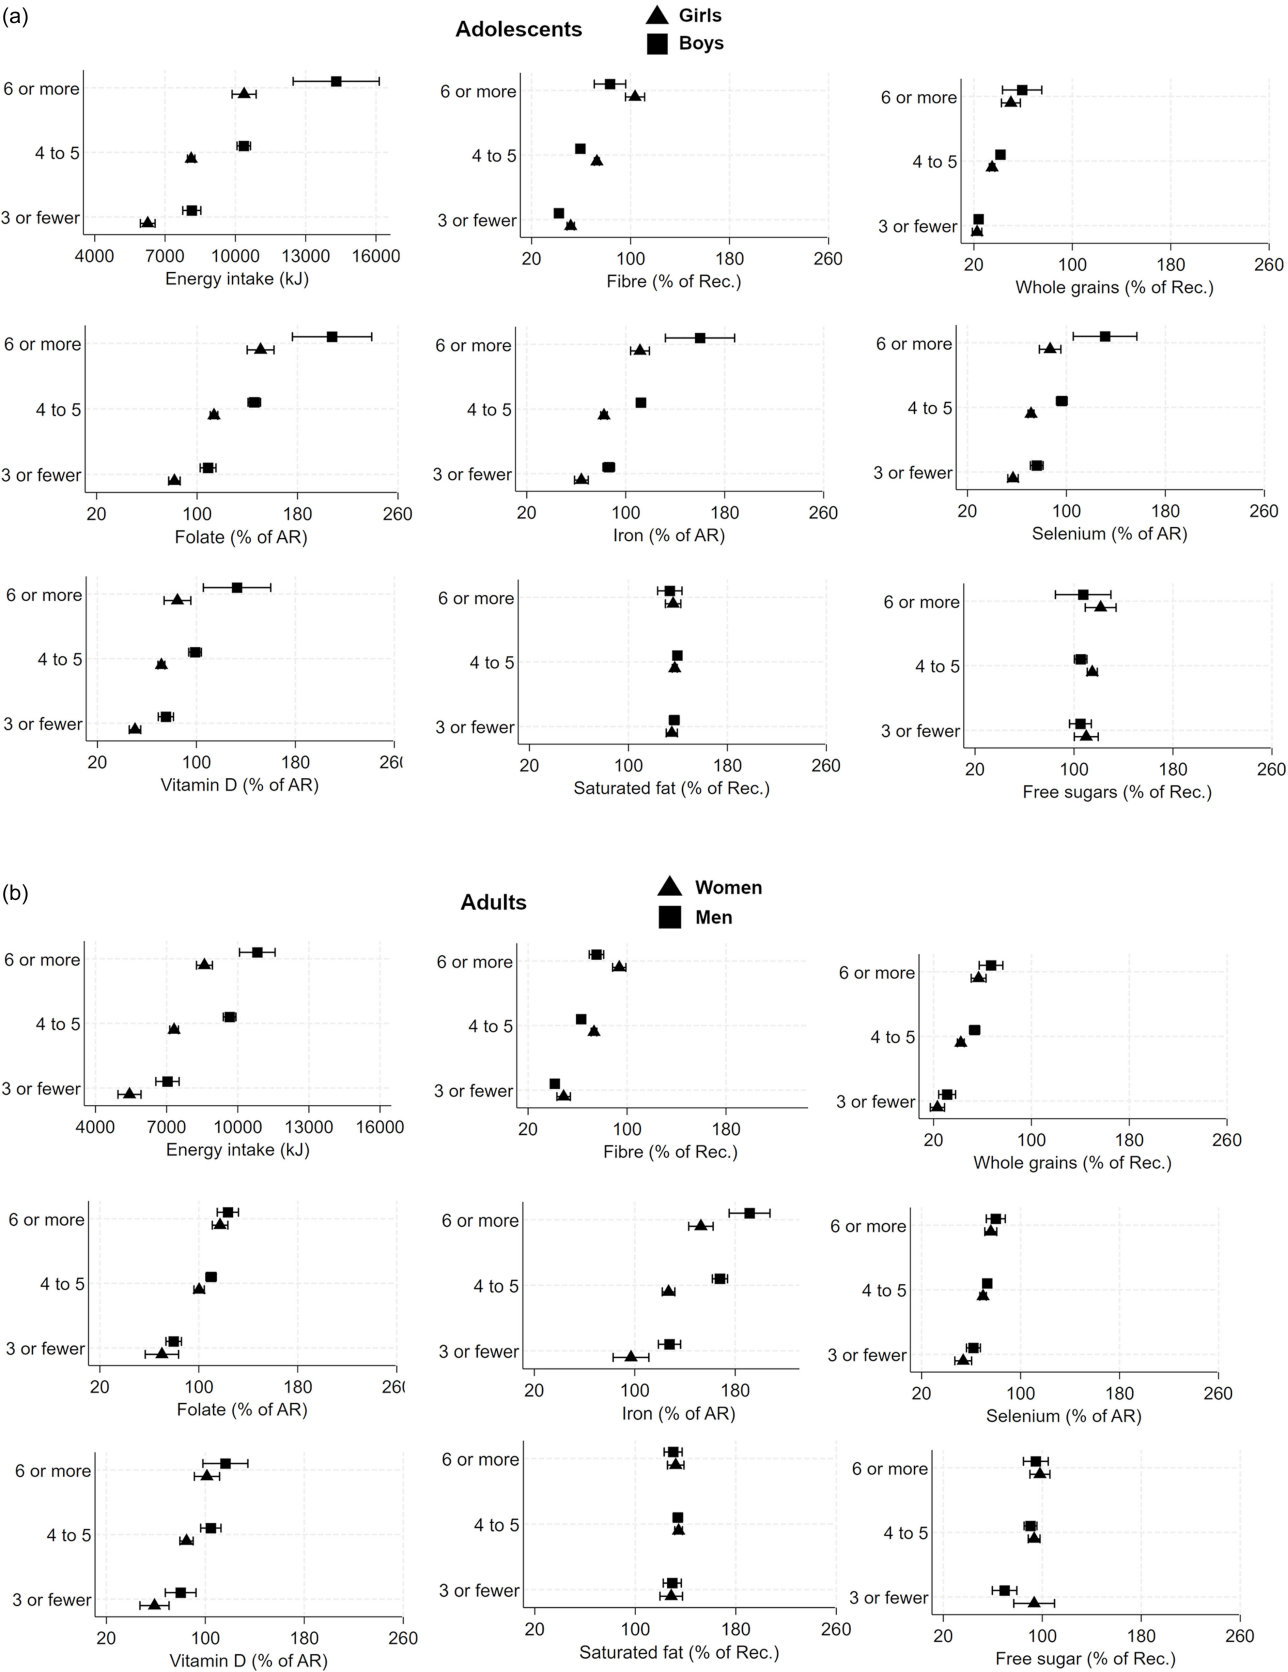 (a)
Adolescents
Girls
Boys
6 or more
4 to 5
3 or fewer
4000 7000 10000 13000 16000
Energy intake (kJ)
6 or more
4 to 5
3 or fewer
20 100 180 260
Fibre (% of Rec.)
6 or more
4 to 5
3 or fewer
20 100 180 260
Whole grains (% of Rec.)
6 or more
4 to 5
3 or fewer
20 100 180 260
Folate (% of AR)
6 or more
4 to 5
3 or fewer
20 100 180 260
Iron (% of AR)
6 or more
4 to 5
3 or fewer
20 100 180 260
Selenium (% of AR)
6 or more
4 to 5
3 or fewer
20 100 180 260
Vitamin D (% of AR)
6 or more
4 to 5
3 or fewer
20 100 180 260
Saturated fat (% of Rec.)
6 or more
4 to 5
3 or fewer
20 100 180 260
Free sugars (% of Rec.)
(b)
Adults
Women
Men
6 or more
4 to 5
3 or fewer
4000 7000 10000 13000 16000
Energy intake (kJ)
6 or more
4 to 5
3 or fewer
20 100 180
Fibre (% of Rec.)
6 or more
4 to 5
3 or fewer
20 100 180 260
Whole grains (% of Rec.)
6 or more
4 to 5
3 or fewer
20 100 180 260
Folate (% of AR)
6 or more
4 to 5
3 or fewer
20 100 180
Iron (% of AR)
6 or more
4 to 5
3 or fewer
20 100 180 260
Selenium (% of AR)
6 or more
4 to 5
3 or fewer
20 100 180 260
Vitamin D (% of AR)
6 or more
4 to 5
3 or fewer
20 100 180 260
Saturated fat (% of Rec.)
6 or more
4 to 5
3 or fewer
20 100 180 260
Free sugar (% of Rec.)